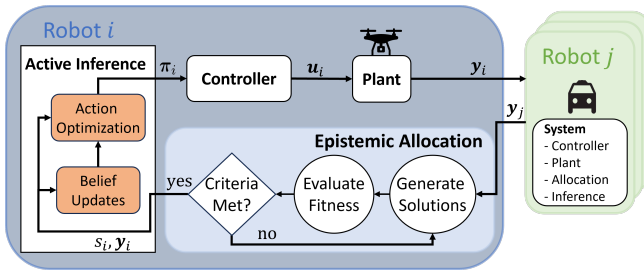 Robot i
Active Inference
Action
Optimization
Belief
Updates
s_i, y_i
π_i
Controller
u_i
Plant
y_i
y_j
Epistemic Allocation
yes
Criteria
Met?
no
Evaluate
Fitness
Generate
Solutions
Robot j
System
- Controller
- Plant
- Allocation
- Inference